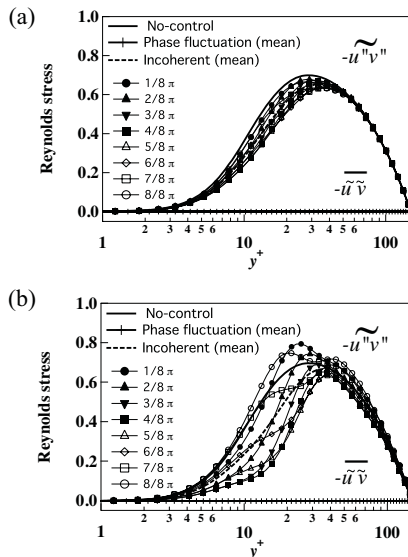 (a)
1.0
0.8
0.6
0.4
0.2
0.0
Reynolds stress
No-control
Phase fluctuation (mean)
Incoherent (mean)
1/8 π
2/8 π
3/8 π
4/8 π
5/8 π
6/8 π
7/8 π
8/8 π
-u"v"
-ũṽ
1 2 3 4 5 6 10 2 3 4 5 6 100
y+
(b)
1.0
0.8
0.6
0.4
0.2
0.0
Reynolds stress
No-control
Phase fluctuation (mean)
Incoherent (mean)
1/8 π
2/8 π
3/8 π
4/8 π
5/8 π
6/8 π
7/8 π
8/8 π
-u"v"
-ũṽ
1 2 3 4 5 6 10 2 3 4 5 6 100
y+